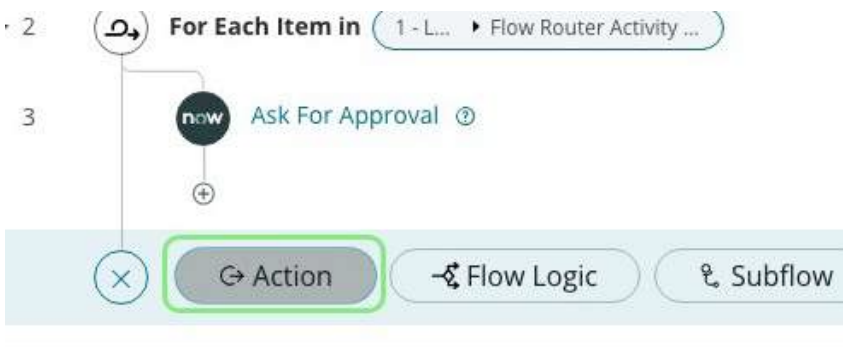 2 For Each Item in 1 - L... ▸ Flow Router Activity ...
3 now Ask For Approval ?
Action Flow Logic Subflow